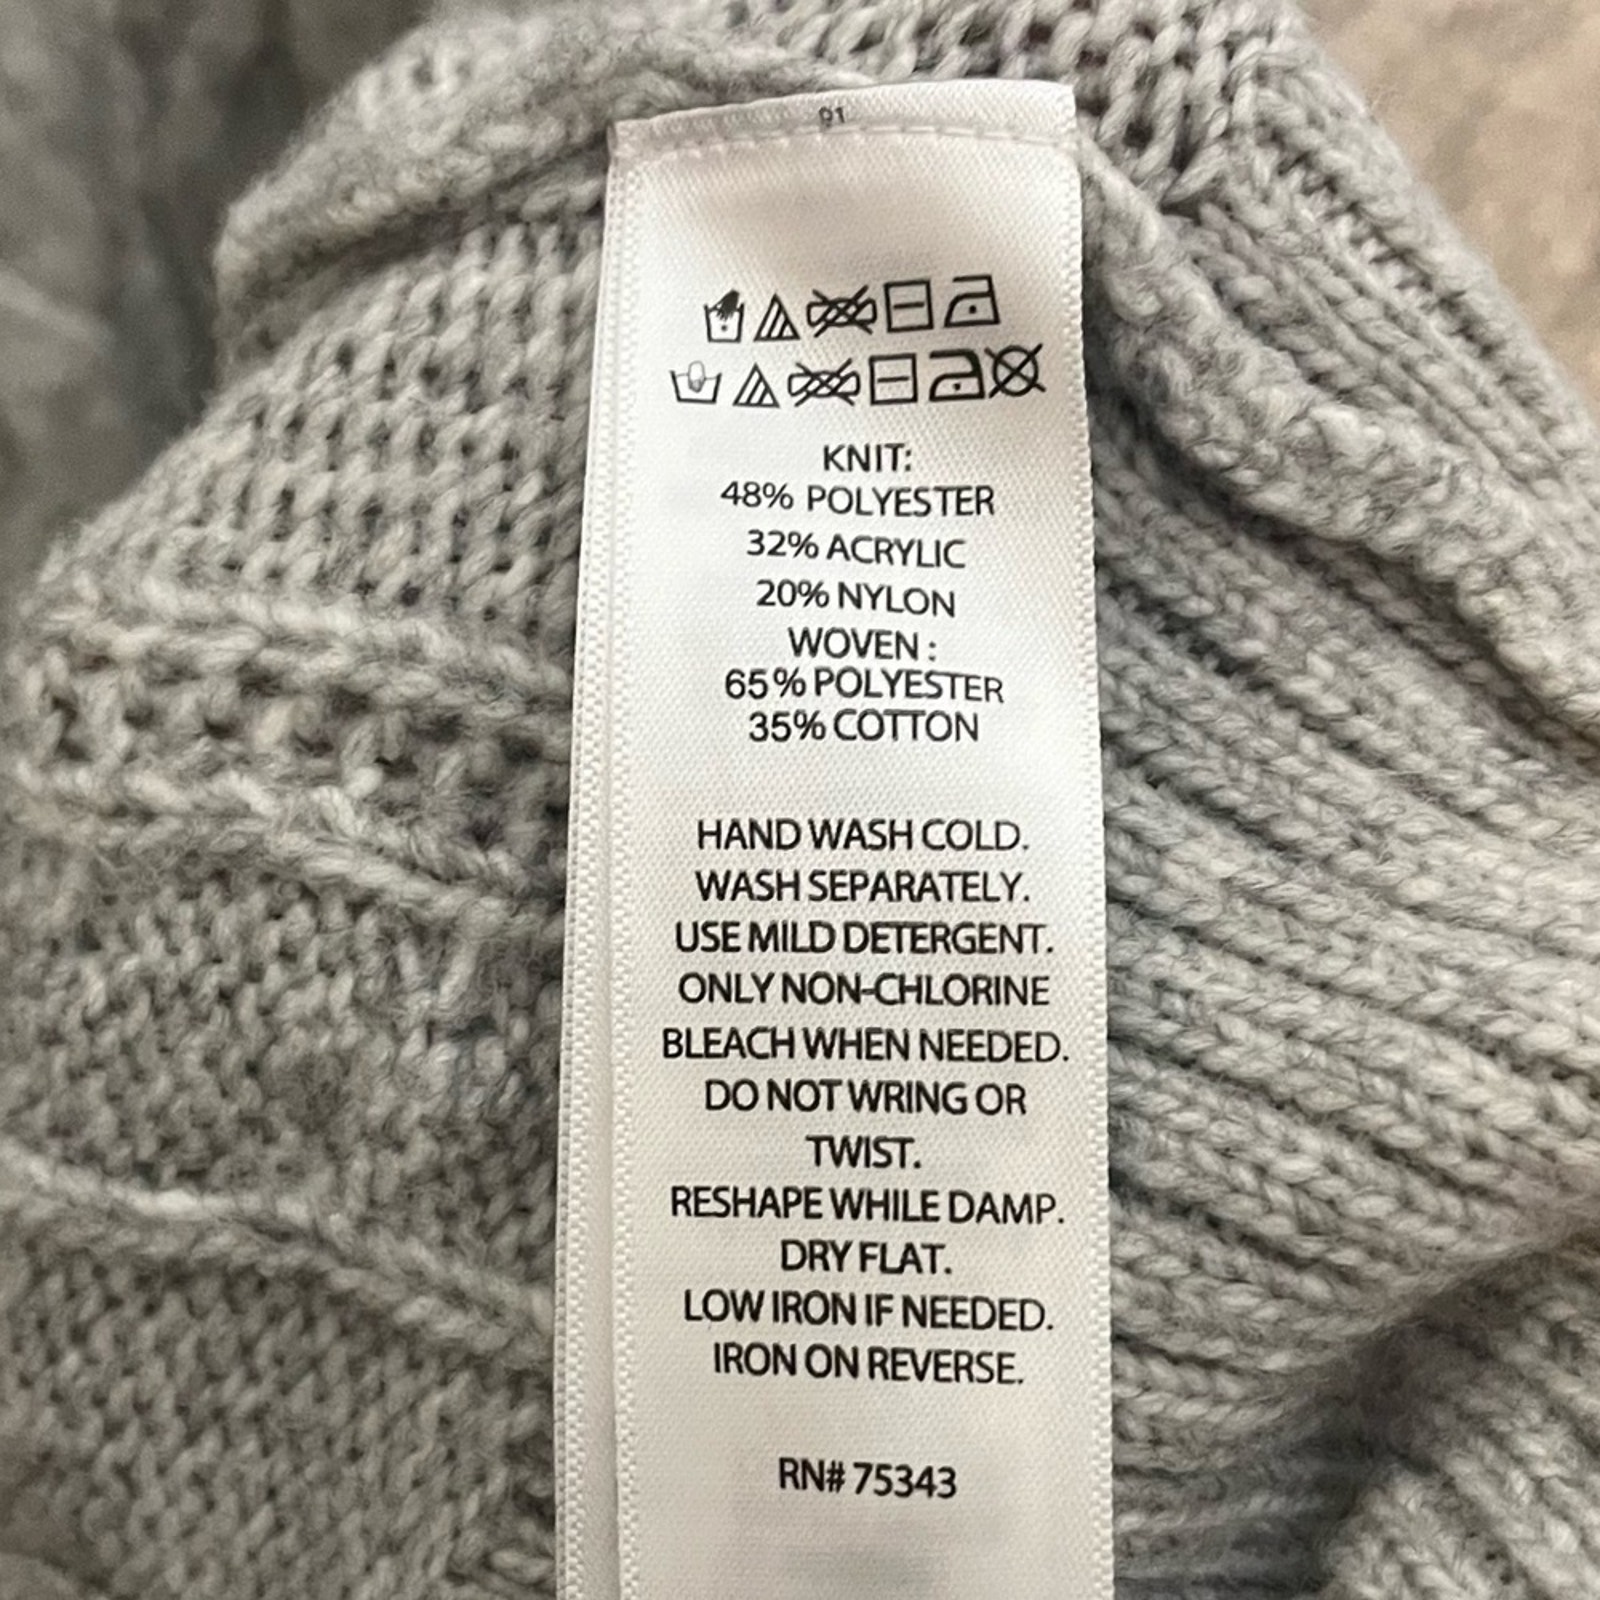 01
KNIT:
48% POLYESTER
32% ACRYLIC
20% NYLON
WOVEN :
65% POLYESTER
35% COTTON
HAND WASH COLD.
WASH SEPARATELY.
USE MILD DETERGENT.
ONLY NON-CHLORINE
BLEACH WHEN NEEDED.
DO NOT WRING OR
TWIST.
RESHAPE WHILE DAMP.
DRY FLAT.
LOW IRON IF NEEDED.
IRON ON REVERSE.
RN# 75343